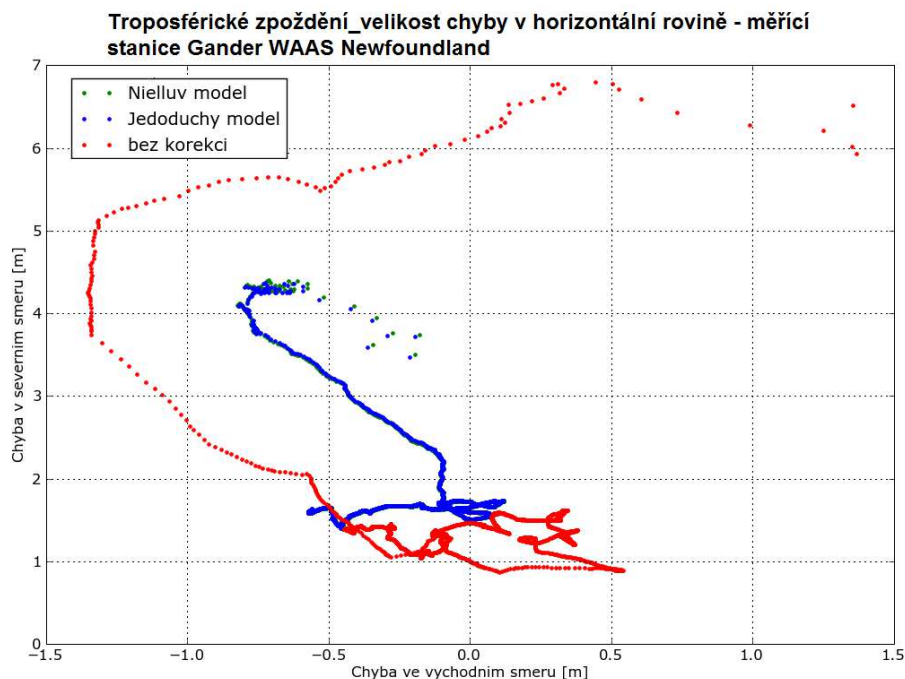 Troposférické zpoždění_velikost chyby v horizontální rovině - měřící
stanice Gander WAAS Newfoundland
7
6
5
4
3
2
1
0
Chyba v severnim smeru [m]
Nielluv model
Jedoduchy model
bez korekci
−1.5
−1.0
−0.5
0.0
0.5
1.0
1.5
Chyba ve vychodnim smeru [m]